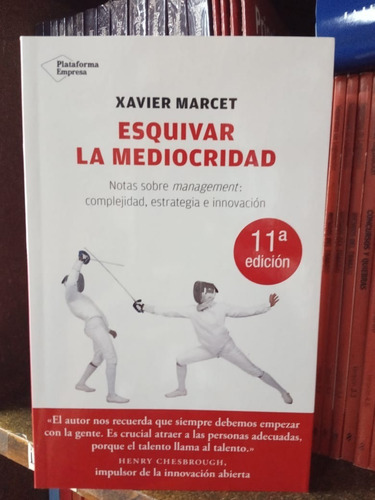 Plataforma
Empresa
XAVIER MARCET
ESQUIVAR
LA MEDIOCRIDAD
Notas sobre management:
complejidad, estrategia e innovación
11ª
edición
«El autor nos recuerda que siempre debemos empezar
con la gente. Es crucial atraer a las personas adecuadas,
porque el talento llama al talento.»
HENRY CHESBROUGH,
impulsor de la innovación abierta